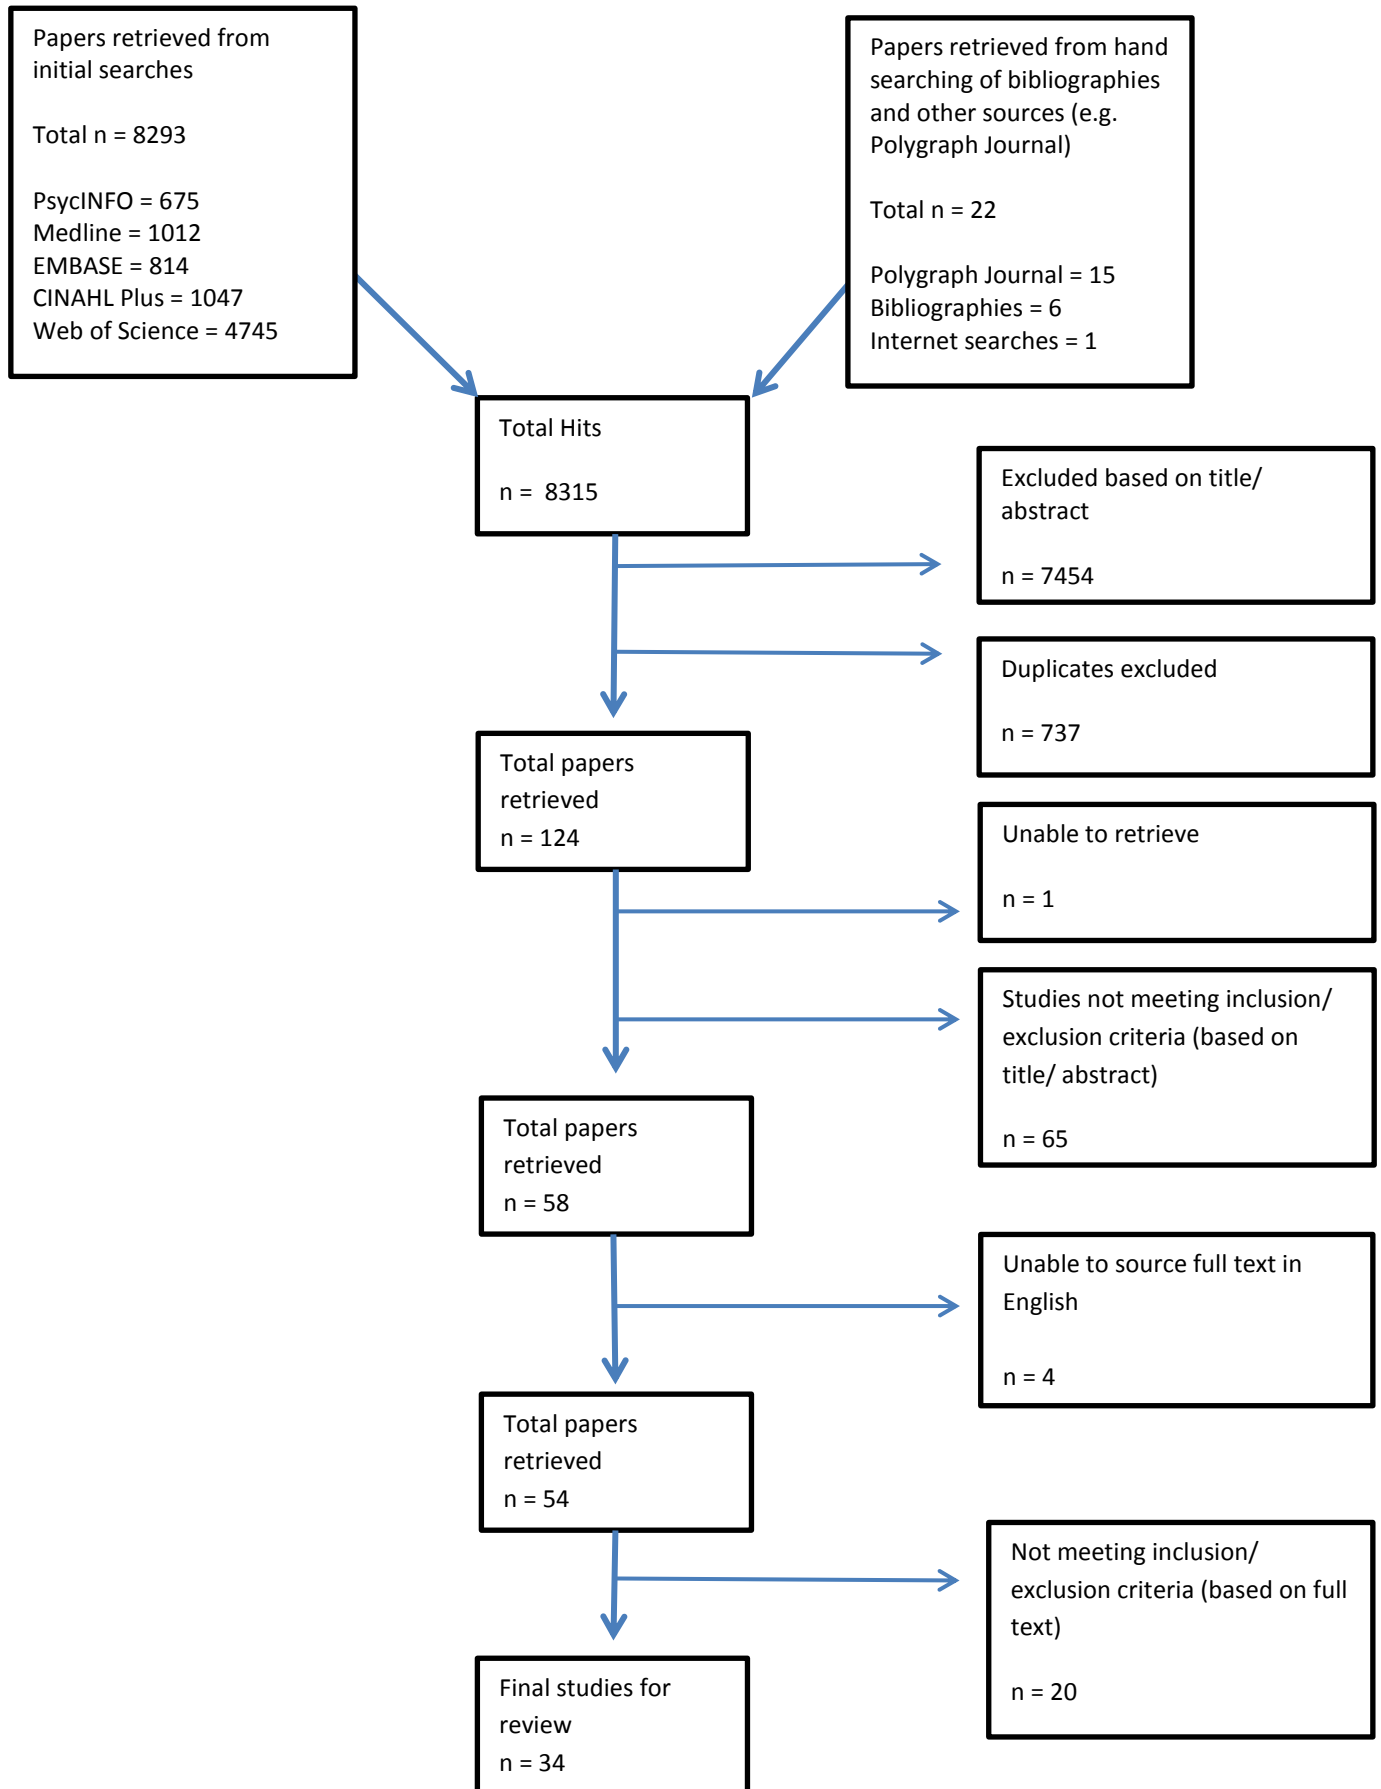 Papers retrieved from
initial searches
Total n = 8293
PsycINFO = 675
Medline = 1012
EMBASE = 814
CINAHL Plus = 1047
Web of Science = 4745
Papers retrieved from hand
searching of bibliographies
and other sources (e.g.
Polygraph Journal)
Total n = 22
Polygraph Journal = 15
Bibliographies = 6
Internet searches = 1
Total Hits
n = 8315
Excluded based on title/
abstract
n = 7454
Duplicates excluded
n = 737
Total papers
retrieved
n = 124
Unable to retrieve
n = 1
Studies not meeting inclusion/
exclusion criteria (based on
title/ abstract)
n = 65
Total papers
retrieved
n = 58
Unable to source full text in
English
n = 4
Total papers
retrieved
n = 54
Not meeting inclusion/
exclusion criteria (based on full
text)
n = 20
Final studies for
review
n = 34